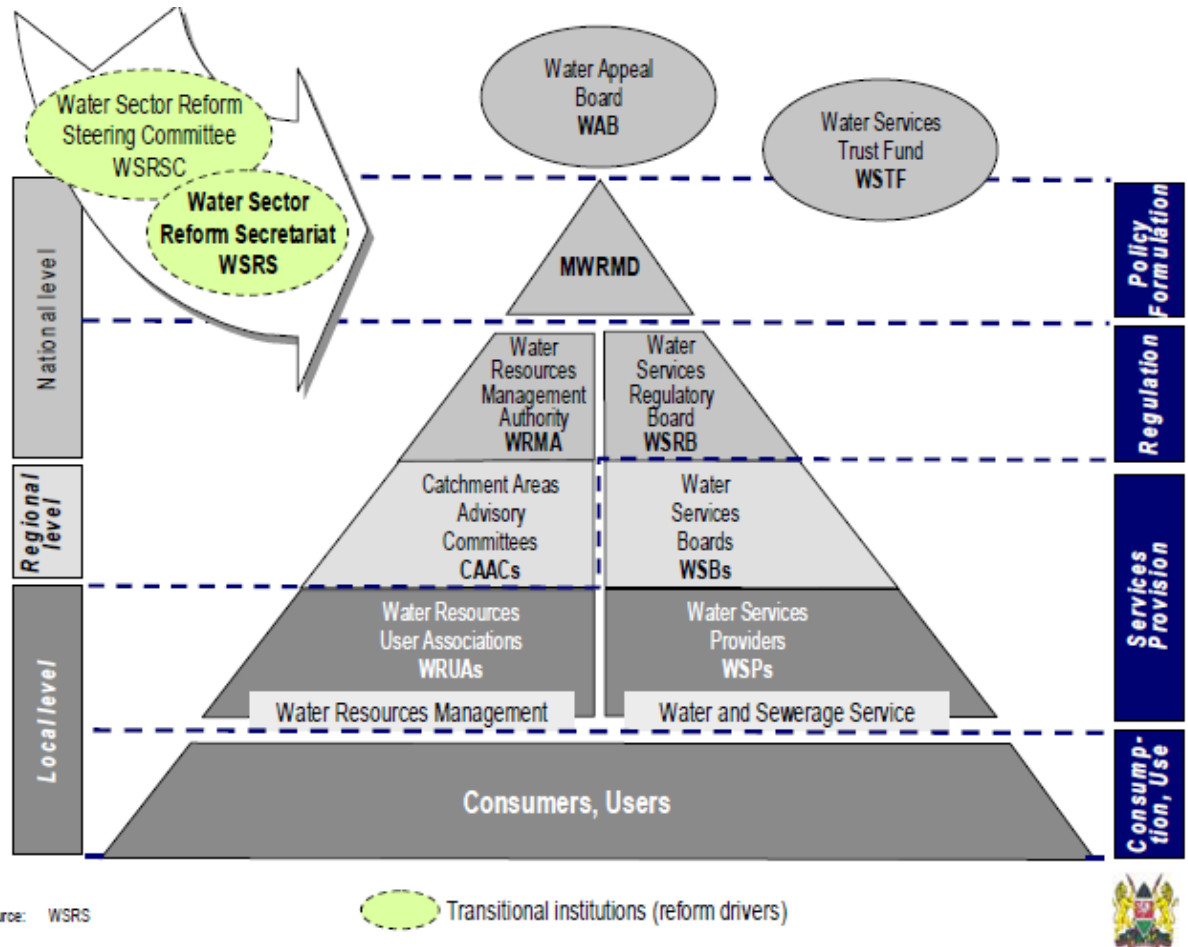 Water Sector Reform
Steering Committee
WSRSC
Water Sector
Reform Secretariat
WSRS
Water Appeal
Board
WAB
Water Services
Trust Fund
WSTF
National level
Regional
level
Local level
MWRMD
Water
Resources
Management
Authority
WRMA
Water
Services
Regulatory
Board
WSRB
Catchment Areas
Advisory
Committees
CAACs
Water
Services
Boards
WSBs
Water Resources
User Associations
WRUAs
Water Services
Providers
WSPs
Water Resources Management
Water and Sewerage Service
Consumers, Users
Policy
Formulation
Regulation
Services
Provision
Consump-
tion, Use
urce: WSRS
Transitional institutions (reform drivers)